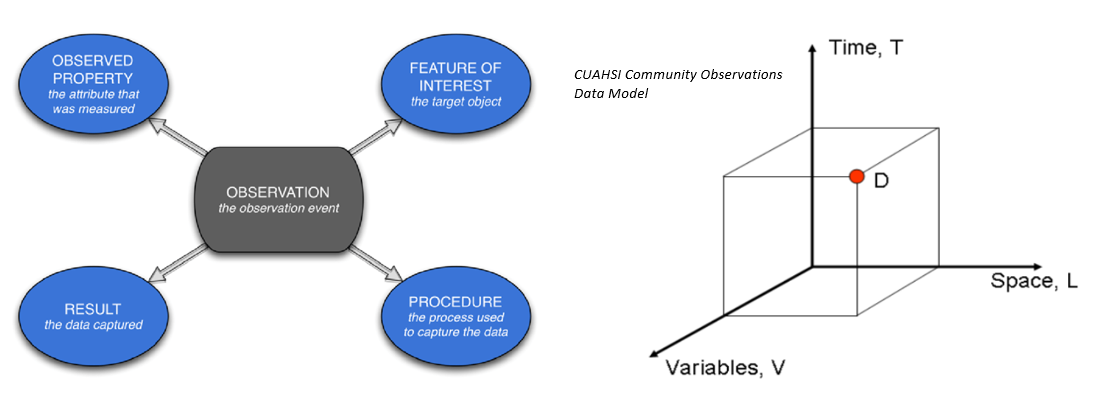 OBSERVED
PROPERTY
the attribute that
was measured
FEATURE OF
INTEREST
the target object
OBSERVATION
the observation event
RESULT
the data captured
PROCEDURE
the process used
to capture the data
CUAHSI Community Observations
Data Model
Time, T
D
Space, L
Variables, V